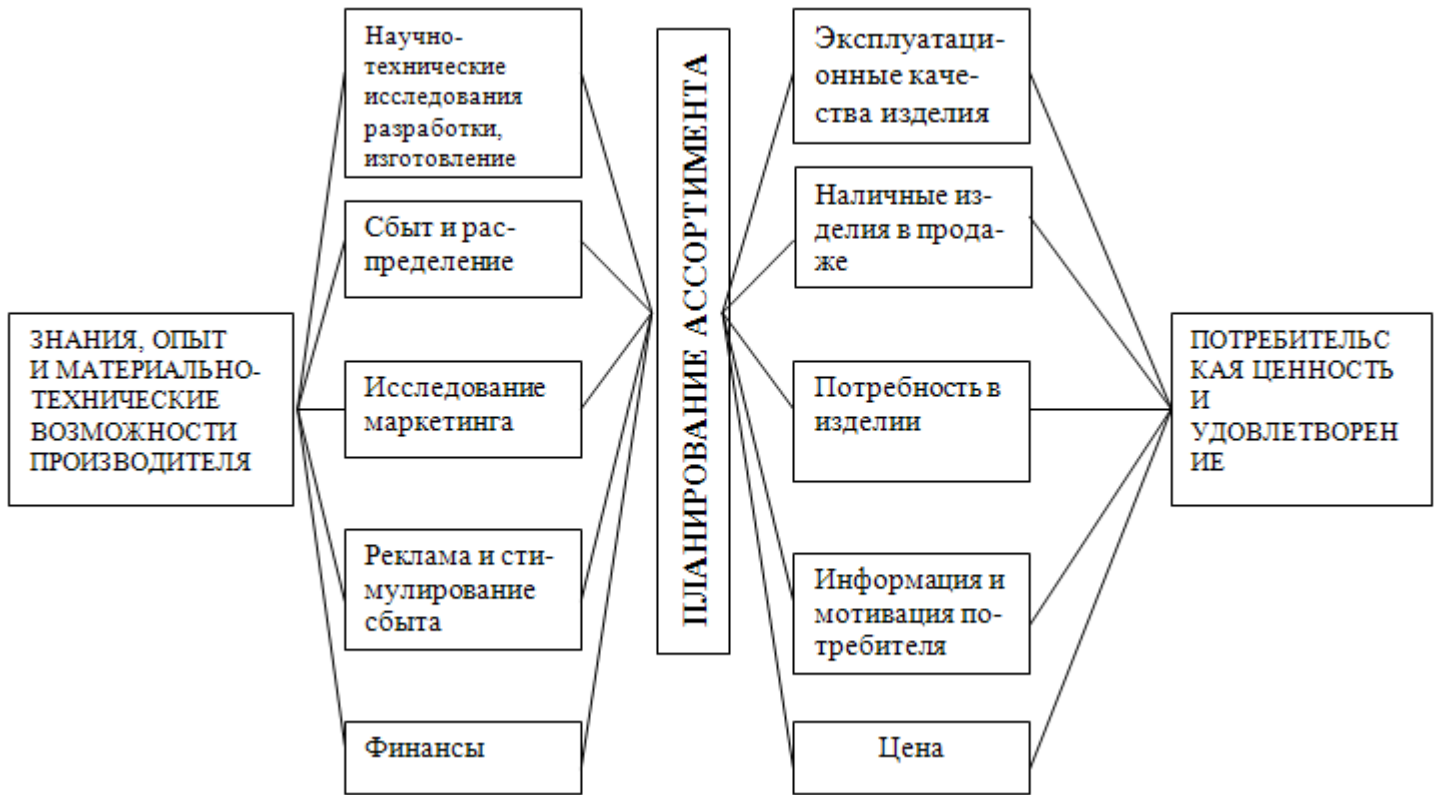 ЗНАНИЯ, ОПЫТ
И МАТЕРИАЛЬНО-
ТЕХНИЧЕСКИЕ
ВОЗМОЖНОСТИ
ПРОИЗВОДИТЕЛЯ
Научно-
технические
исследования
разработки,
изготовление
Сбыт и рас-
пределение
Исследование
маркетинга
Реклама и сти-
мулирование
сбыта
Финансы
ПЛАНИРОВАНИЕ АССОРТИМЕНТА
Эксплуатаци-
онные каче-
ства изделия
Наличные из-
делия в прода-
же
Потребность в
изделии
Информация и
мотивация по-
требителя
Цена
ПОТРЕБИТЕЛЬС
КАЯ ЦЕННОСТЬ
И
УДОВЛЕТВОРЕН
ИЕ